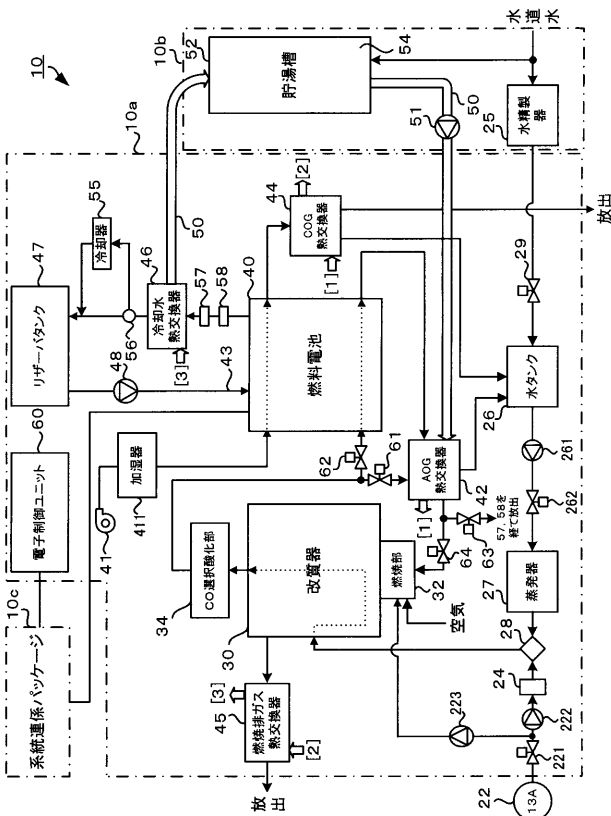 10
10a
10b
10c
系統連係パッケージ
電子制御ユニット
60
リザーバタンク
47
冷却器
55
56
48
43
46
冷却水
熱交換器
[3]
57
58
50
52
貯湯槽
54
51
50
水道水
水精製器
25
29
加湿器
411
41
燃料電池
40
COG
熱交換器
44
[2]
[1]
放出
62
61
AOG
熱交換器
42
[1]
水タンク
26
261
262
CO選択酸化部
34
改質器
30
燃焼部
32
空気
64
63
57,58を
経て放出
蒸発器
27
28
24
燃焼排ガス
熱交換器
45
[3]
[2]
放出
223
222
221
13A
22